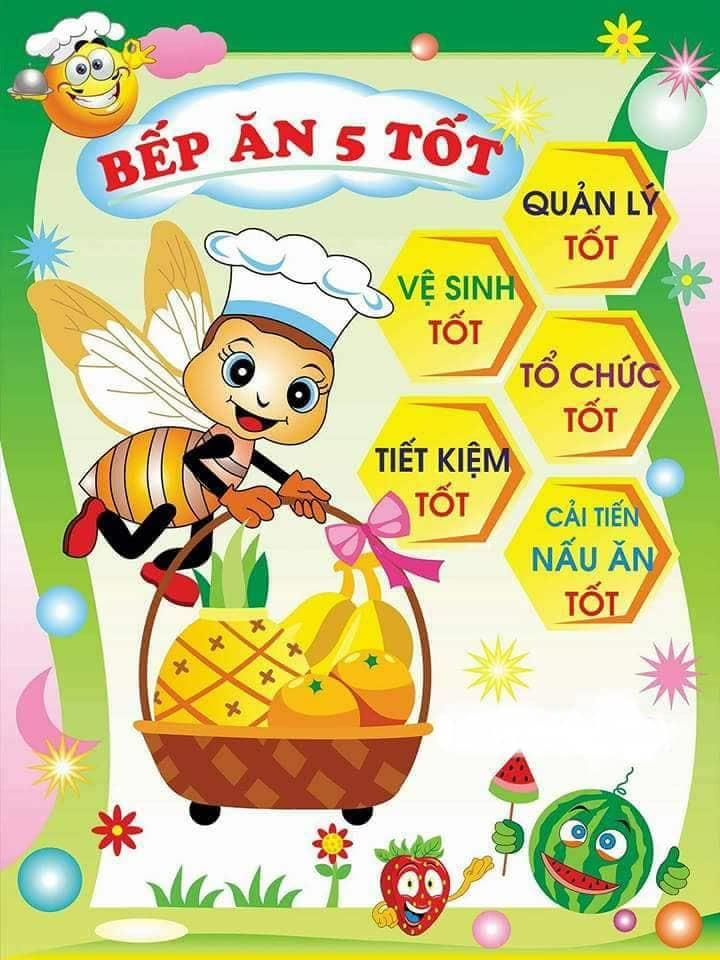 BẾP ĂN 5 TỐT
QUẢN LÝ
TỐT
VỆ SINH
TỐT
TỔ CHỨC
TỐT
TIẾT KIỆM
TỐT
CẢI TIẾN
NẤU ĂN
TỐT